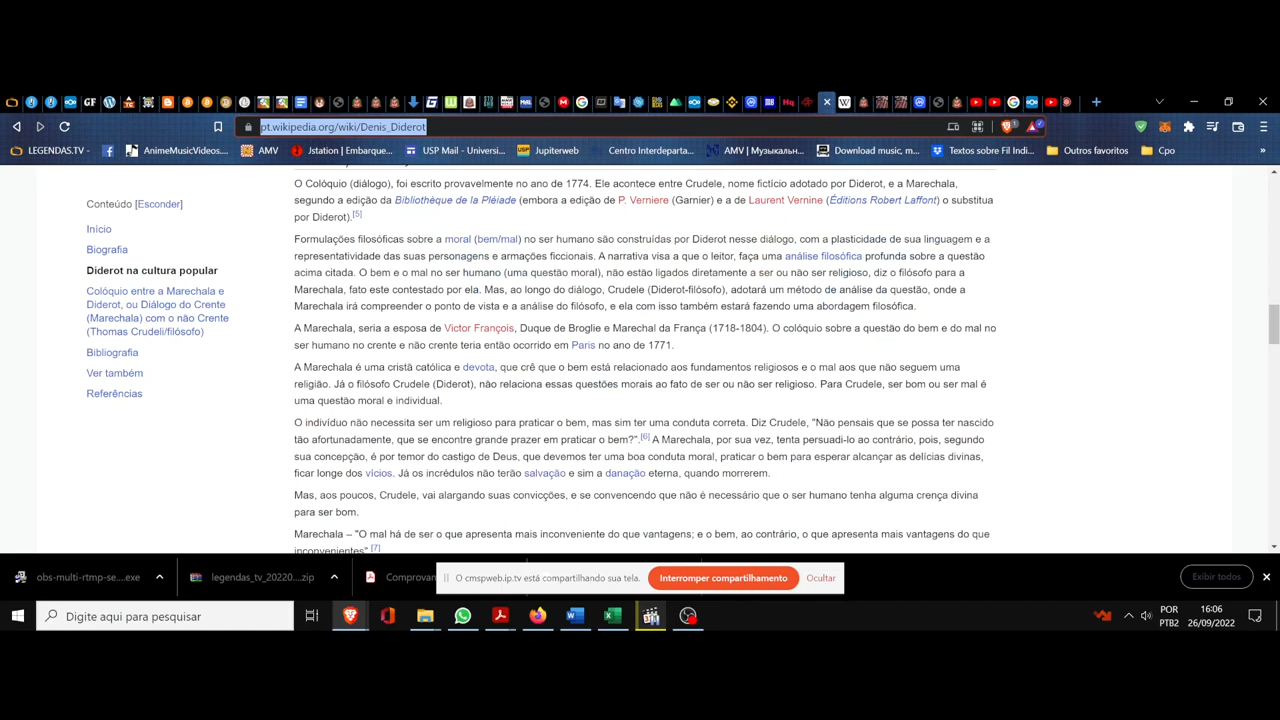 pt.wikipedia.org/wiki/Denis_Diderot
LEGENDAS.TV - AnimeMusicVideos... AMV Jstation | Embarque... USP Mail - Universi... Jupiterweb Centro Interdeparta... AMV | Музыкальн... Download music, m... Textos sobre Fil Indi... Outros favoritos Cpo »
Conteúdo [Esconder]
Início
Biografia
Diderot na cultura popular
Colóquio entre a Marechala e
Diderot, ou Diálogo do Crente
(Marechala) com o não Crente
(Thomas Crudeli/filósofo)
Bibliografia
Ver também
Referências
O Colóquio (diálogo), foi escrito provavelmente no ano de 1774. Ele acontece entre Crudele, nome fictício adotado por Diderot, e a Marechala,
segundo a edição da Bibliothèque de la Pléiade (embora a edição de P. Verniere (Garnier) e a de Laurent Vernine (Éditions Robert Laffont) o substitua
por Diderot).[5]
Formulações filosóficas sobre a moral (bem/mal) no ser humano são construídas por Diderot nesse diálogo, com a plasticidade de sua linguagem e a
representatividade das suas personagens e armações ficcionais. A narrativa visa a que o leitor, faça uma análise filosófica profunda sobre a questão
acima citada. O bem e o mal no ser humano (uma questão moral), não estão ligados diretamente a ser ou não ser religioso, diz o filósofo para a
Marechala, fato este contestado por ela. Mas, ao longo do diálogo, Crudele (Diderot-filósofo), adotará um método de análise da questão, onde a
Marechala irá compreender o ponto de vista e a análise do filósofo, e ela com isso também estará fazendo uma abordagem filosófica.
A Marechala, seria a esposa de Victor François, Duque de Broglie e Marechal da França (1718-1804). O colóquio sobre a questão do bem e do mal no
ser humano no crente e não crente teria então ocorrido em Paris no ano de 1771.
A Marechala é uma cristã católica e devota, que crê que o bem está relacionado aos fundamentos religiosos e o mal aos que não seguem uma
religião. Já o filósofo Crudele (Diderot), não relaciona essas questões morais ao fato de ser ou não ser religioso. Para Crudele, ser bom ou ser mal é
uma questão moral e individual.
O indivíduo não necessita ser um religioso para praticar o bem, mas sim ter uma conduta correta. Diz Crudele, "Não pensais que se possa ter nascido
tão afortunadamente, que se encontre grande prazer em praticar o bem?".[6] A Marechala, por sua vez, tenta persuadi-lo ao contrário, pois, segundo
sua concepção, é por temor do castigo de Deus, que devemos ter uma boa conduta moral, praticar o bem para esperar alcançar as delícias divinas,
ficar longe dos vícios. Já os incrédulos não terão salvação e sim a danação eterna, quando morrerem.
Mas, aos poucos, Crudele, vai alargando suas convicções, e se convencendo que não é necessário que o ser humano tenha alguma crença divina
para ser bom.
Marechala – "O mal há de ser o que apresenta mais inconveniente do que vantagens; e o bem, ao contrário, o que apresenta mais vantagens do que
inconvenientes".[7]
obs-multi-rtmp-se....exe legendas_tv_20220....zip Comprovan
O cmspweb.ip.tv está compartilhando sua tela. Interromper compartilhamento Ocultar
Exibir todos
Digite aqui para pesquisar
POR 16:06
PTB2 26/09/2022